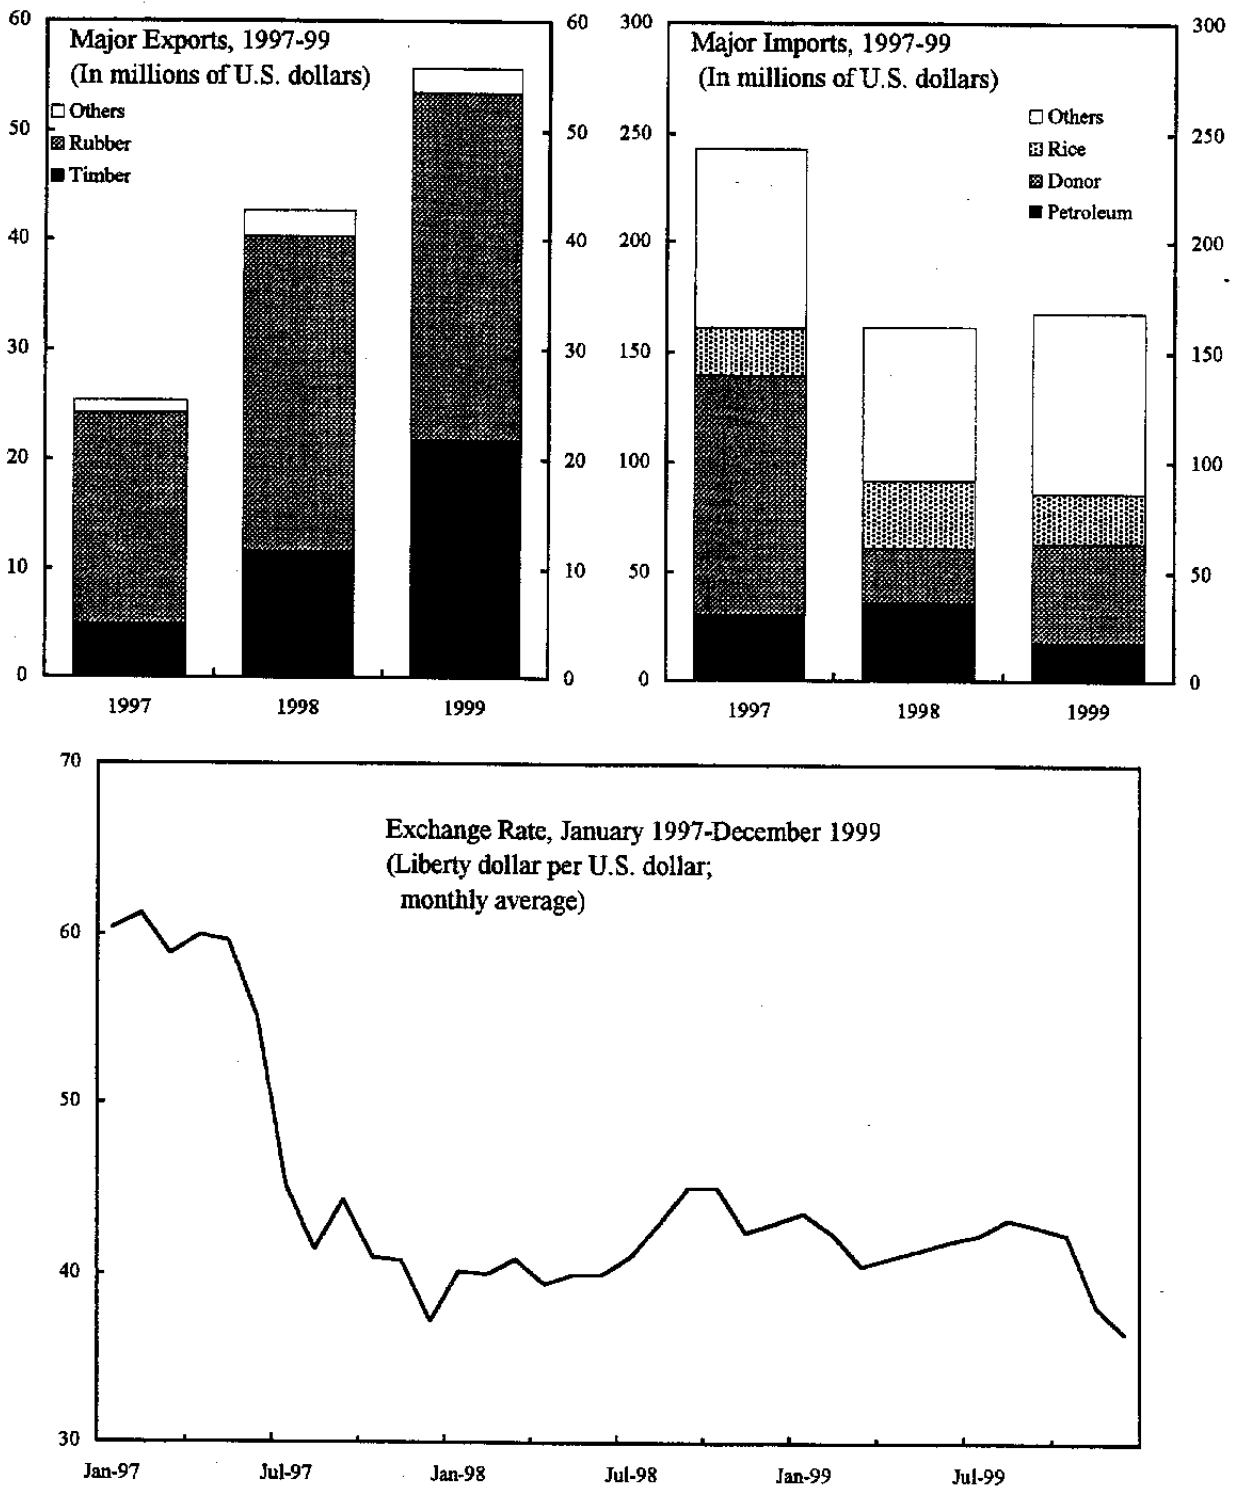 Major Exports, 1997-99
(In millions of U.S. dollars)
Others
Rubber
Timber
60
50
40
30
20
10
0
60
50
40
30
20
10
0
1997
1998
1999
Major Imports, 1997-99
(In millions of U.S. dollars)
Others
Rice
Donor
Petroleum
300
250
200
150
100
50
0
300
250
200
150
100
50
0
1997
1998
1999
Exchange Rate, January 1997-December 1999
(Liberty dollar per U.S. dollar;
monthly average)
70
60
50
40
30
Jan-97
Jul-97
Jan-98
Jul-98
Jan-99
Jul-99